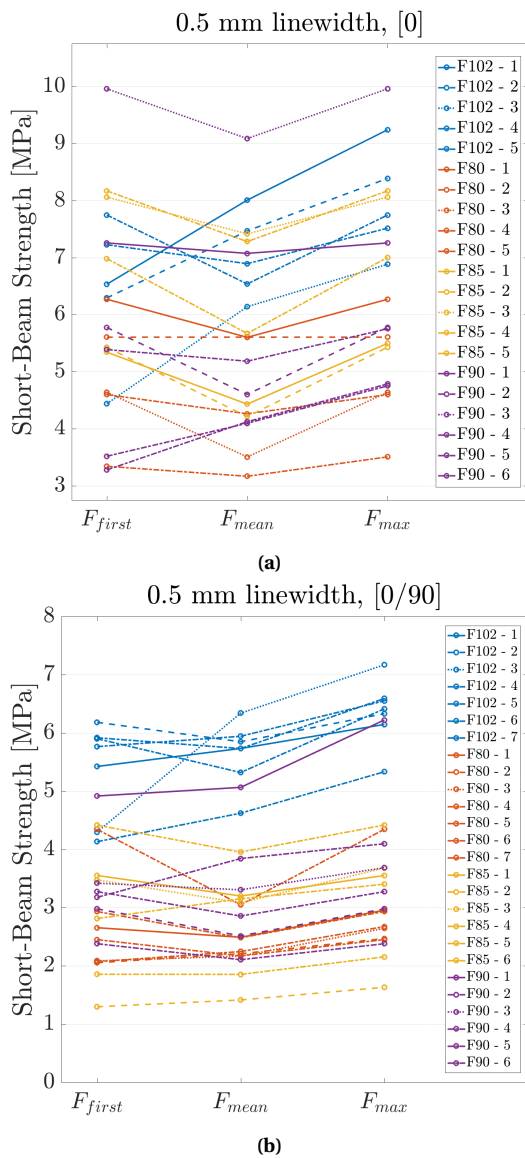 0.5 mm linewidth, [0]
Short-Beam Strength [MPa]
10
9
8
7
6
5
4
3
F102 - 1
F102 - 2
F102 - 3
F102 - 4
F102 - 5
F80 - 1
F80 - 2
F80 - 3
F80 - 4
F80 - 5
F85 - 1
F85 - 2
F85 - 3
F85 - 4
F85 - 5
F90 - 1
F90 - 2
F90 - 3
F90 - 4
F90 - 5
F90 - 6
F_first F_mean F_max
(a)
0.5 mm linewidth, [0/90]
Short-Beam Strength [MPa]
8
7
6
5
4
3
2
1
0
F102 - 1
F102 - 2
F102 - 3
F102 - 4
F102 - 5
F102 - 6
F102 - 7
F80 - 1
F80 - 2
F80 - 3
F80 - 4
F80 - 5
F80 - 6
F80 - 7
F85 - 1
F85 - 2
F85 - 3
F85 - 4
F85 - 5
F85 - 6
F90 - 1
F90 - 2
F90 - 3
F90 - 4
F90 - 5
F90 - 6
F_first F_mean F_max
(b)